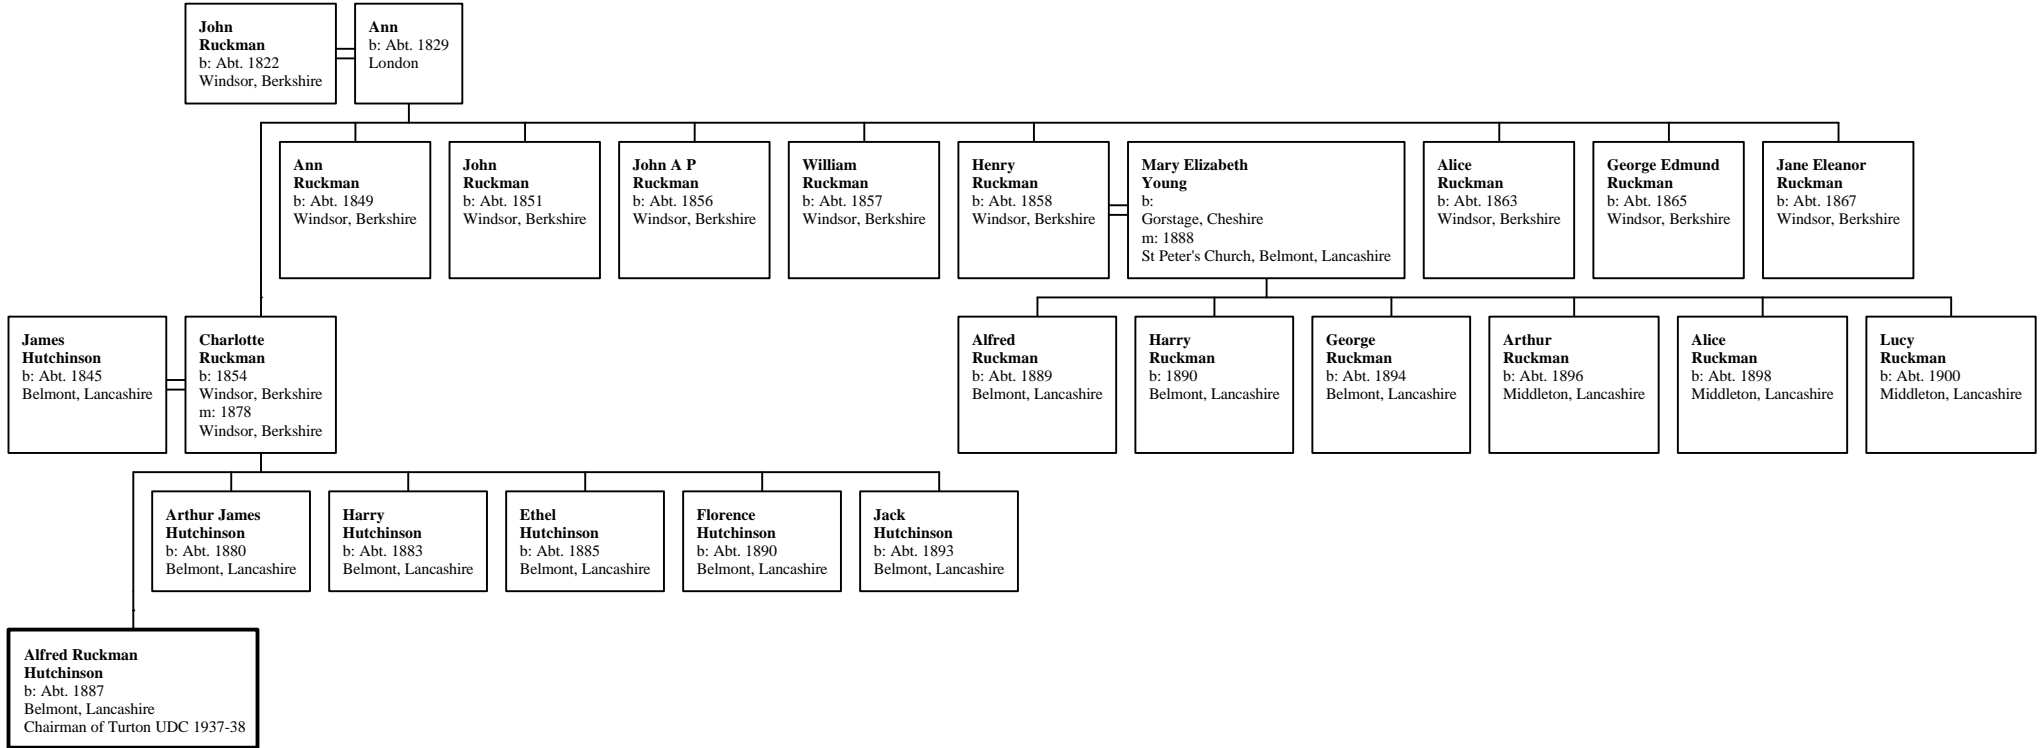 John
Ruckman
b: Abt. 1822
Windsor, Berkshire
Ann
b: Abt. 1829
London
Ann
Ruckman
b: Abt. 1849
Windsor, Berkshire
John
Ruckman
b: Abt. 1851
Windsor, Berkshire
John A P
Ruckman
b: Abt. 1856
Windsor, Berkshire
William
Ruckman
b: Abt. 1857
Windsor, Berkshire
Henry
Ruckman
b: Abt. 1858
Windsor, Berkshire
Mary Elizabeth
Young
b:
Gorstage, Cheshire
m: 1888
St Peter's Church, Belmont, Lancashire
Alice
Ruckman
b: Abt. 1863
Windsor, Berkshire
George Edmund
Ruckman
b: Abt. 1865
Windsor, Berkshire
Jane Eleanor
Ruckman
b: Abt. 1867
Windsor, Berkshire
James
Hutchinson
b: Abt. 1845
Belmont, Lancashire
Charlotte
Ruckman
b: 1854
Windsor, Berkshire
m: 1878
Windsor, Berkshire
Alfred
Ruckman
b: Abt. 1889
Belmont, Lancashire
Harry
Ruckman
b: 1890
Belmont, Lancashire
George
Ruckman
b: Abt. 1894
Belmont, Lancashire
Arthur
Ruckman
b: Abt. 1896
Middleton, Lancashire
Alice
Ruckman
b: Abt. 1898
Middleton, Lancashire
Lucy
Ruckman
b: Abt. 1900
Middleton, Lancashire
Arthur James
Hutchinson
b: Abt. 1880
Belmont, Lancashire
Harry
Hutchinson
b: Abt. 1883
Belmont, Lancashire
Ethel
Hutchinson
b: Abt. 1885
Belmont, Lancashire
Florence
Hutchinson
b: Abt. 1890
Belmont, Lancashire
Jack
Hutchinson
b: Abt. 1893
Belmont, Lancashire
Alfred Ruckman
Hutchinson
b: Abt. 1887
Belmont, Lancashire
Chairman of Turton UDC 1937-38